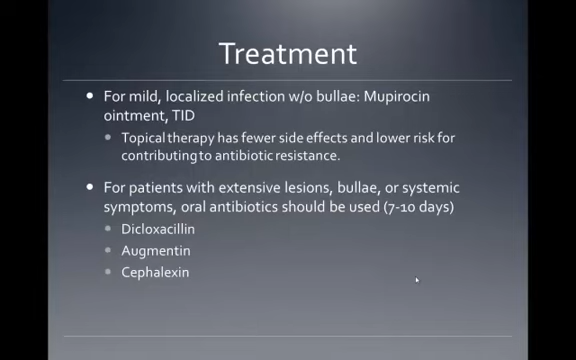 Treatment
For mild, localized infection w/o bullae: Mupirocin
ointment, TID
Topical therapy has fewer side effects and lower risk for
contributing to antibiotic resistance.
For patients with extensive lesions, bullae, or systemic
symptoms, oral antibiotics should be used (7-10 days)
Dicloxacillin
Augmentin
Cephalexin